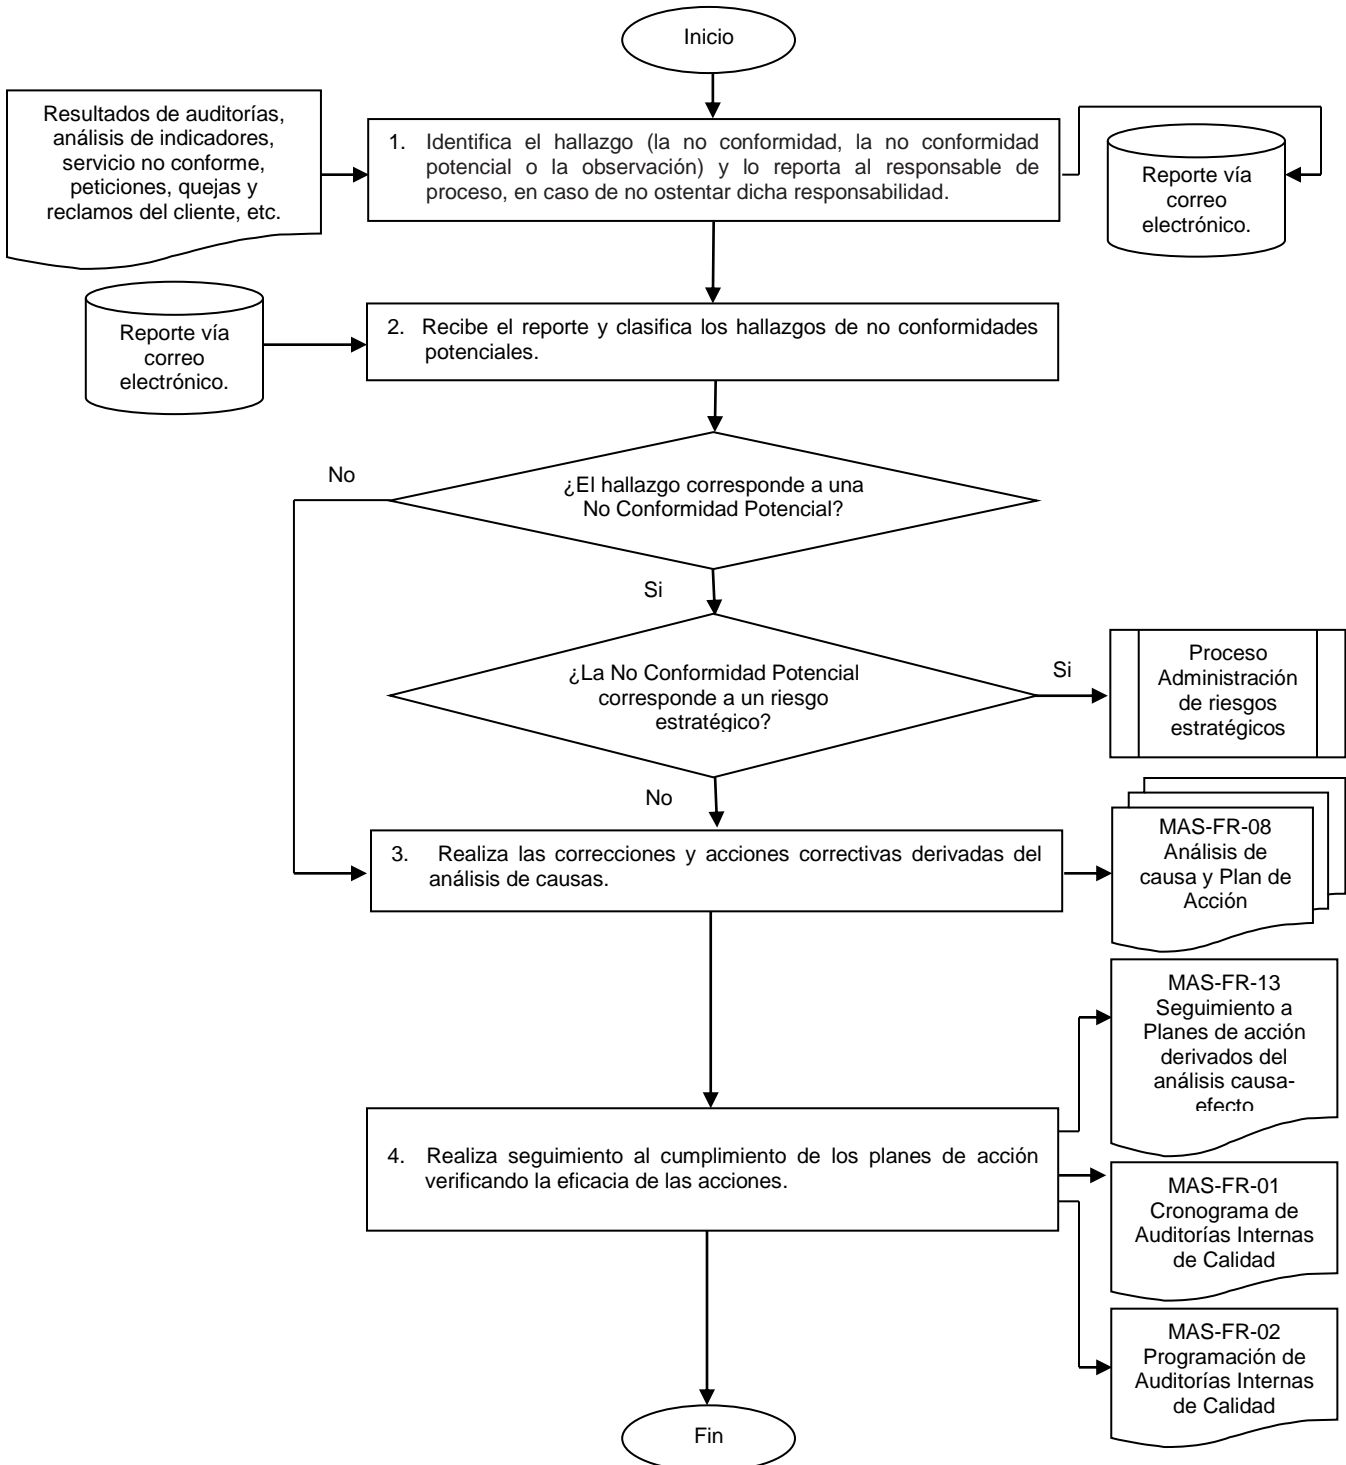 Inicio
Resultados de auditorías,
análisis de indicadores,
servicio no conforme,
peticiones, quejas y
reclamos del cliente, etc.
1. Identifica el hallazgo (la no conformidad, la no conformidad
potencial o la observación) y lo reporta al responsable de
proceso, en caso de no ostentar dicha responsabilidad.
Reporte vía
correo
electrónico.
Reporte vía
correo
electrónico.
2. Recibe el reporte y clasifica los hallazgos de no conformidades
potenciales.
No
¿El hallazgo corresponde a una
No Conformidad Potencial?
Si
¿La No Conformidad Potencial
corresponde a un riesgo
estratégico?
Si
Proceso
Administración
de riesgos
estratégicos
No
3. Realiza las correcciones y acciones correctivas derivadas del
análisis de causas.
MAS-FR-08
Análisis de
causa y Plan de
Acción
MAS-FR-13
Seguimiento a
Planes de acción
derivados del
análisis causa-
efecto
4. Realiza seguimiento al cumplimiento de los planes de acción
verificando la eficacia de las acciones.
MAS-FR-01
Cronograma de
Auditorías Internas
de Calidad
MAS-FR-02
Programación de
Auditorías Internas
de Calidad
Fin